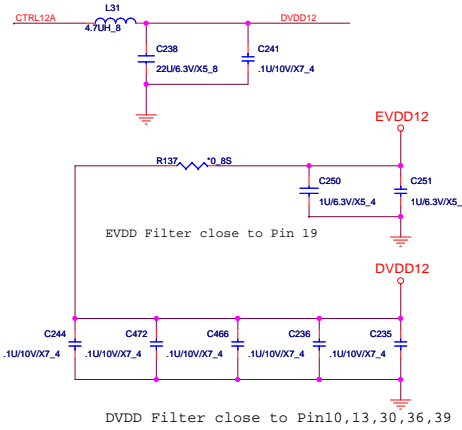 L31
CTRL12A
DVDD12
4.7UH_8
C238
C241
22U/6.3V/X5_8
.1U/10V/X7_4
EVDD12
R137
*0_8S
C250
C251
1U/6.3V/X5_4
1U/6.3V/X5_
EVDD Filter close to Pin 19
DVDD12
C244
C472
C466
C236
C235
.1U/10V/X7_4
.1U/10V/X7_4
.1U/10V/X7_4
.1U/10V/X7_4
.1U/10V/X7_4
DVDD Filter close to Pin10,13,30,36,39